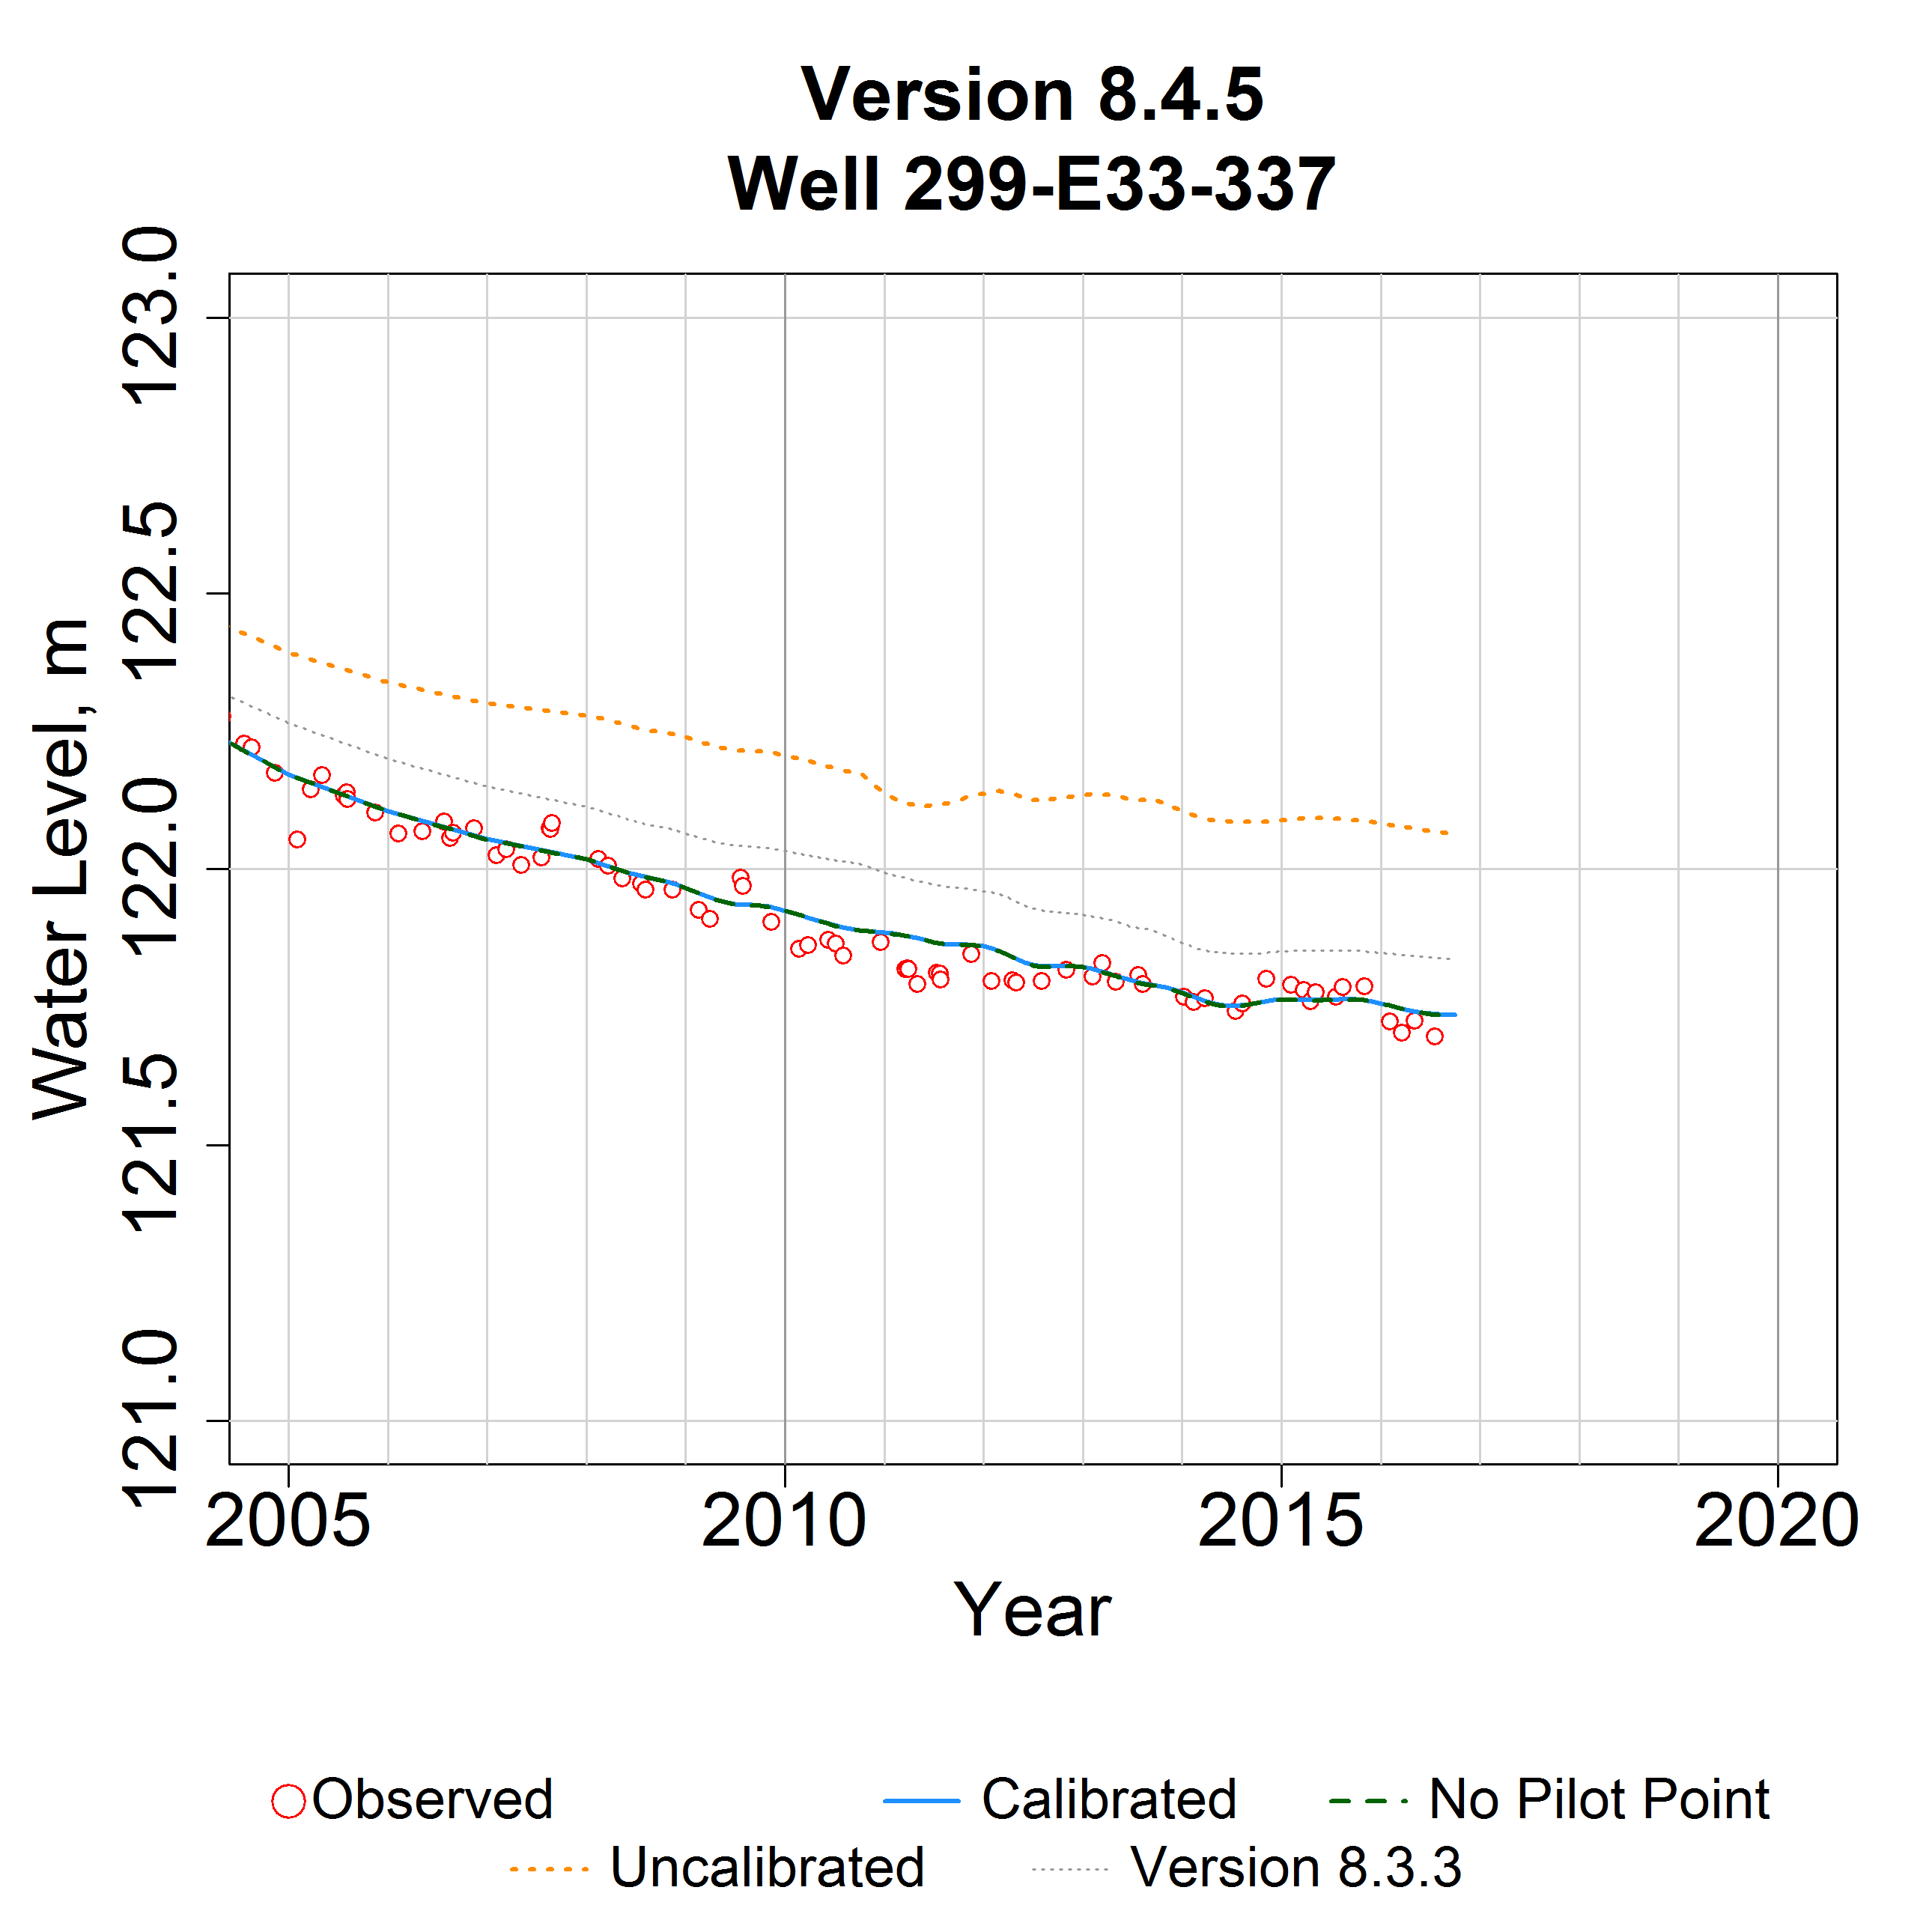 Version 8.4.5
Well 299-E33-337
Water Level, m
123.0
122.5
122.0
121.5
121.0
2005 2010 2015 2020
Year
Observed Calibrated No Pilot Point
Uncalibrated Version 8.3.3